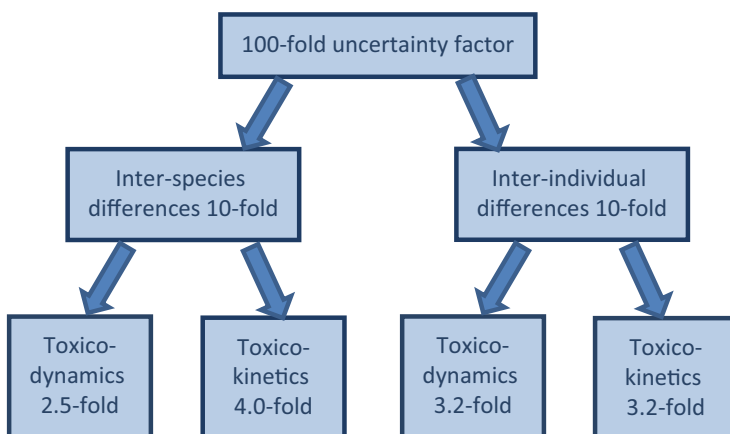 100-fold uncertainty factor
Inter-species
differences 10-fold
Inter-individual
differences 10-fold
Toxico-
dynamics
2.5-fold
Toxico-
kinetics
4.0-fold
Toxico-
dynamics
3.2-fold
Toxico-
kinetics
3.2-fold